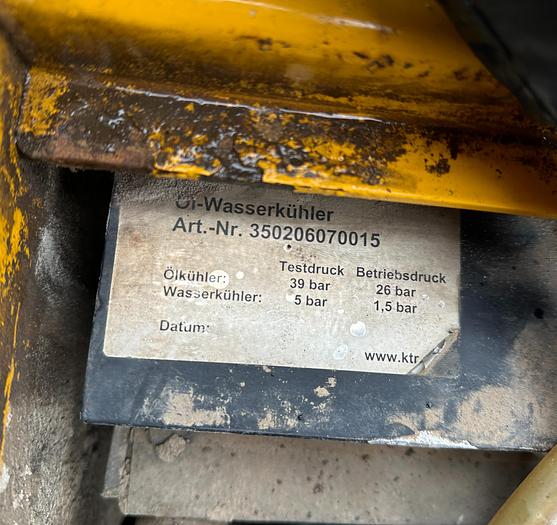 Öl-Wasserkühler
Art.-Nr. 350206070015
Testdruck Betriebsdruck
Ölkühler: 39 bar 26 bar
Wasserkühler: 5 bar 1,5 bar
Datum:
www.ktr